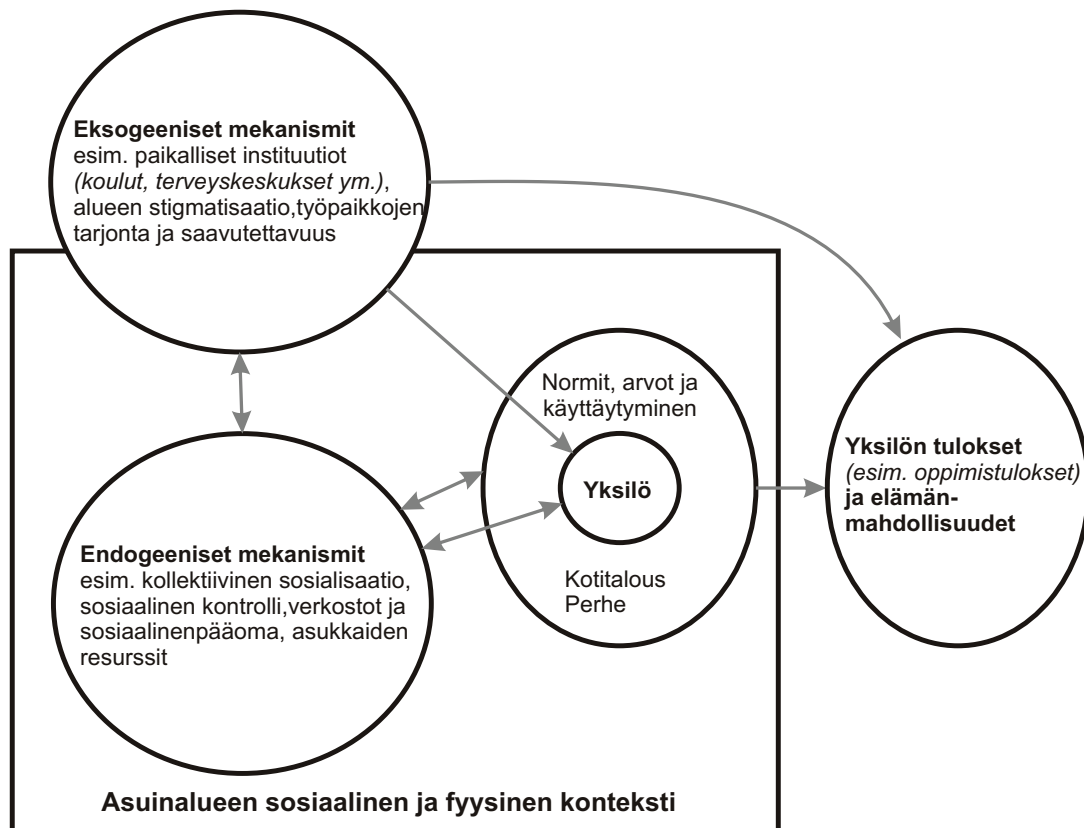 Eksogeeniset mekanismit
esim. paikalliset instituutiot
(koulut, terveyskeskukset ym.),
alueen stigmatisaatio,työpaikkojen
tarjonta ja saavutettavuus
Normit, arvot ja
käyttäytyminen
Yksilö
Kotitalous
Perhe
Yksilön tulokset
(esim. oppimistulokset)
ja elämän-
mahdollisuudet
Endogeeniset mekanismit
esim. kollektiivinen sosialisaatio,
sosiaalinen kontrolli,verkostot ja
sosiaalinenpääoma, asukkaiden
resurssit
Asuinalueen sosiaalinen ja fyysinen konteksti